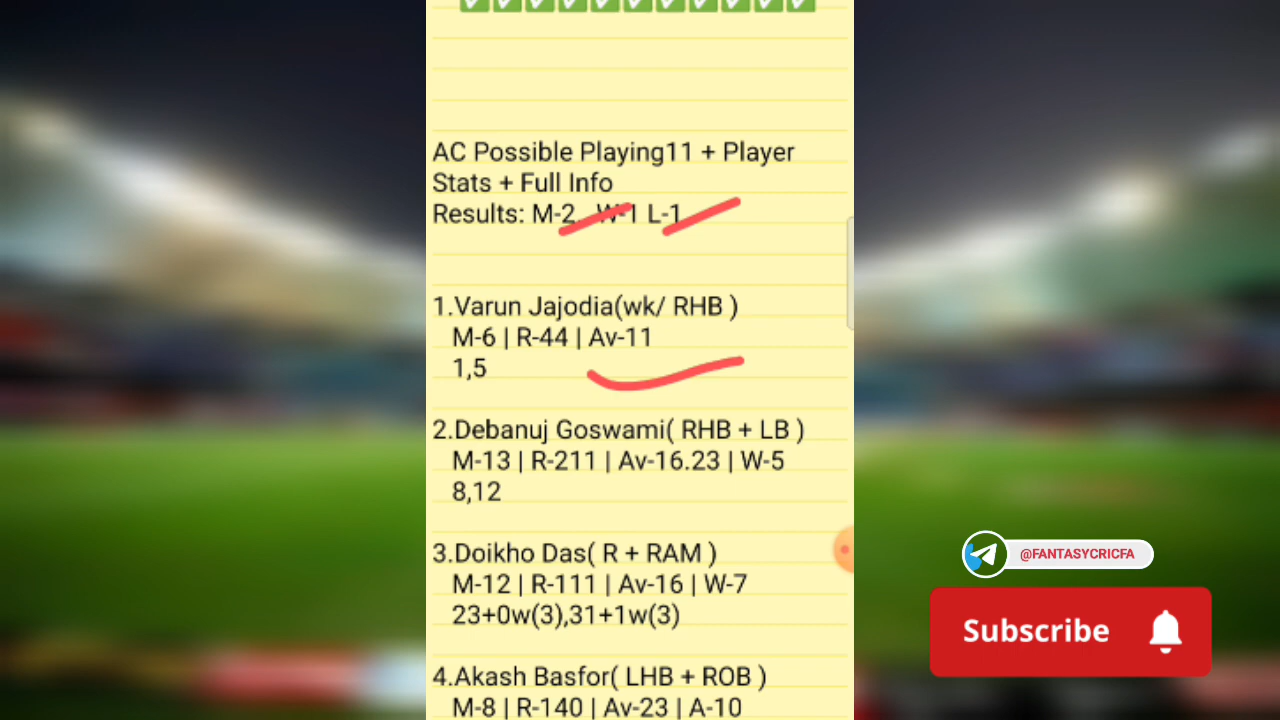 AC Possible Playing11 + Player
Stats + Full Info
Results: M-2 W-1 L-1
1.Varun Jajodia(wk/ RHB )
M-6 | R-44 | Av-11
1,5
2.Debanuj Goswami( RHB + LB )
M-13 | R-211 | Av-16.23 | W-5
8,12
3.Doikho Das( R + RAM )
M-12 | R-111 | Av-16 | W-7
23+0w(3),31+1w(3)
4.Akash Basfor( LHB + ROB )
M-8 | R-140 | Av-23 | A-10
@FANTASYCRICFA
Subscribe